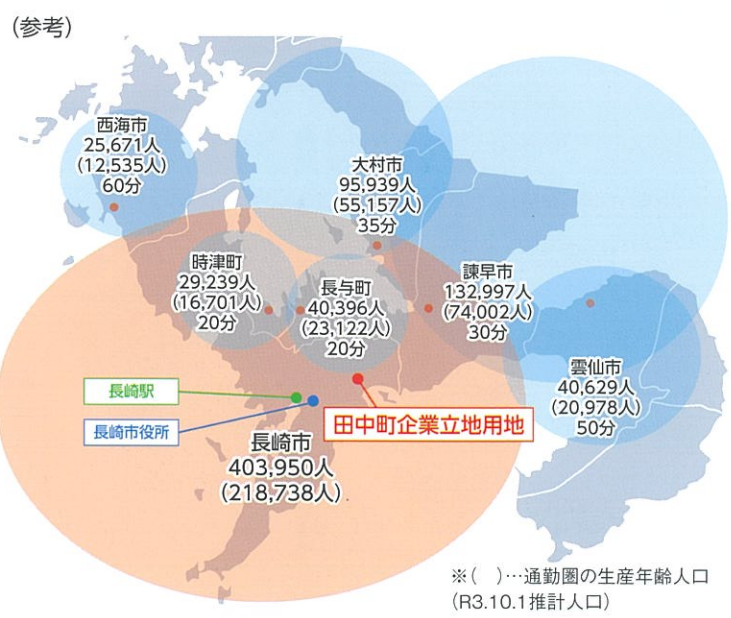 (参考)
西海市
25,671人
(12,535人)
60分
大村市
95,939人
(55,157人)
35分
時津町
29,239人
(16,701人)
20分
長与町
40,396人
(23,122人)
20分
諫早市
132,997人
(74,002人)
30分
雲仙市
40,629人
(20,978人)
50分
長崎駅
長崎市役所
田中町企業立地用地
長崎市
403,950人
(218,738人)
※( )…通勤圏の生産年齢人口
(R3.10.1推計人口)